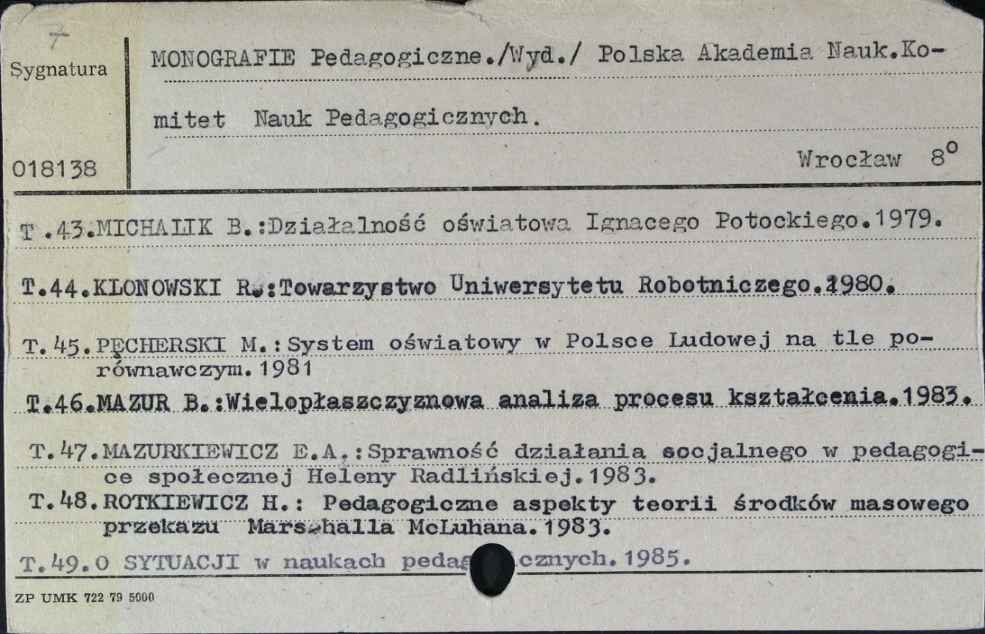 7
Sygnatura
MONOGRAFIE Pedagogiczne./Wyd./ Polska Akademia Nauk.Ko-
mitet Nauk Pedagogicznych.
018138
Wrocław 8°
T .43.MICHALIK B.:Działalność oświatowa Ignacego Potockiego.1979.
T.44.KLONOWSKI R.:Towarzystwo Uniwersytetu Robotniczego.1980.
T.45.PĘCHERSKI M.:System oświatowy w Polsce Ludowej na tle po-
równawczym.1981
T.46.MAZUR B.:Wielopłaszczyznowa analiza procesu kształcenia.1983.
T.47.MAZURKIEWICZ E.A.:Sprawność działania socjalnego w pedagogi-
ce społecznej Heleny Radlińskiej.1983.
T.48.ROTKIEWICZ H.: Pedagogiczne aspekty teorii środków masowego
przekazu Marshalla McLuhana.1983.
T.49.O SYTUACJI w naukach pedag cznych.1985.
ZP UMK 722 79 5000